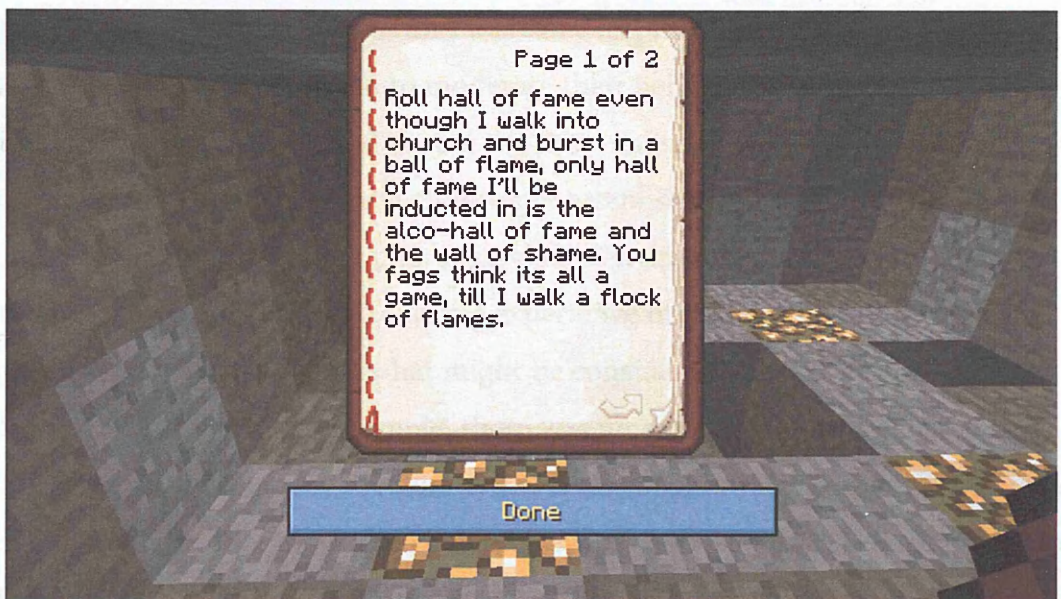 Page 1 of 2
Roll hall of fame even
though I walk into
church and burst in a
ball of flame, only hall
of fame I'll be
inducted in is the
alco-hall of fame and
the wall of shame. You
fags think its all a
game, till I walk a flock
of flames.
Done